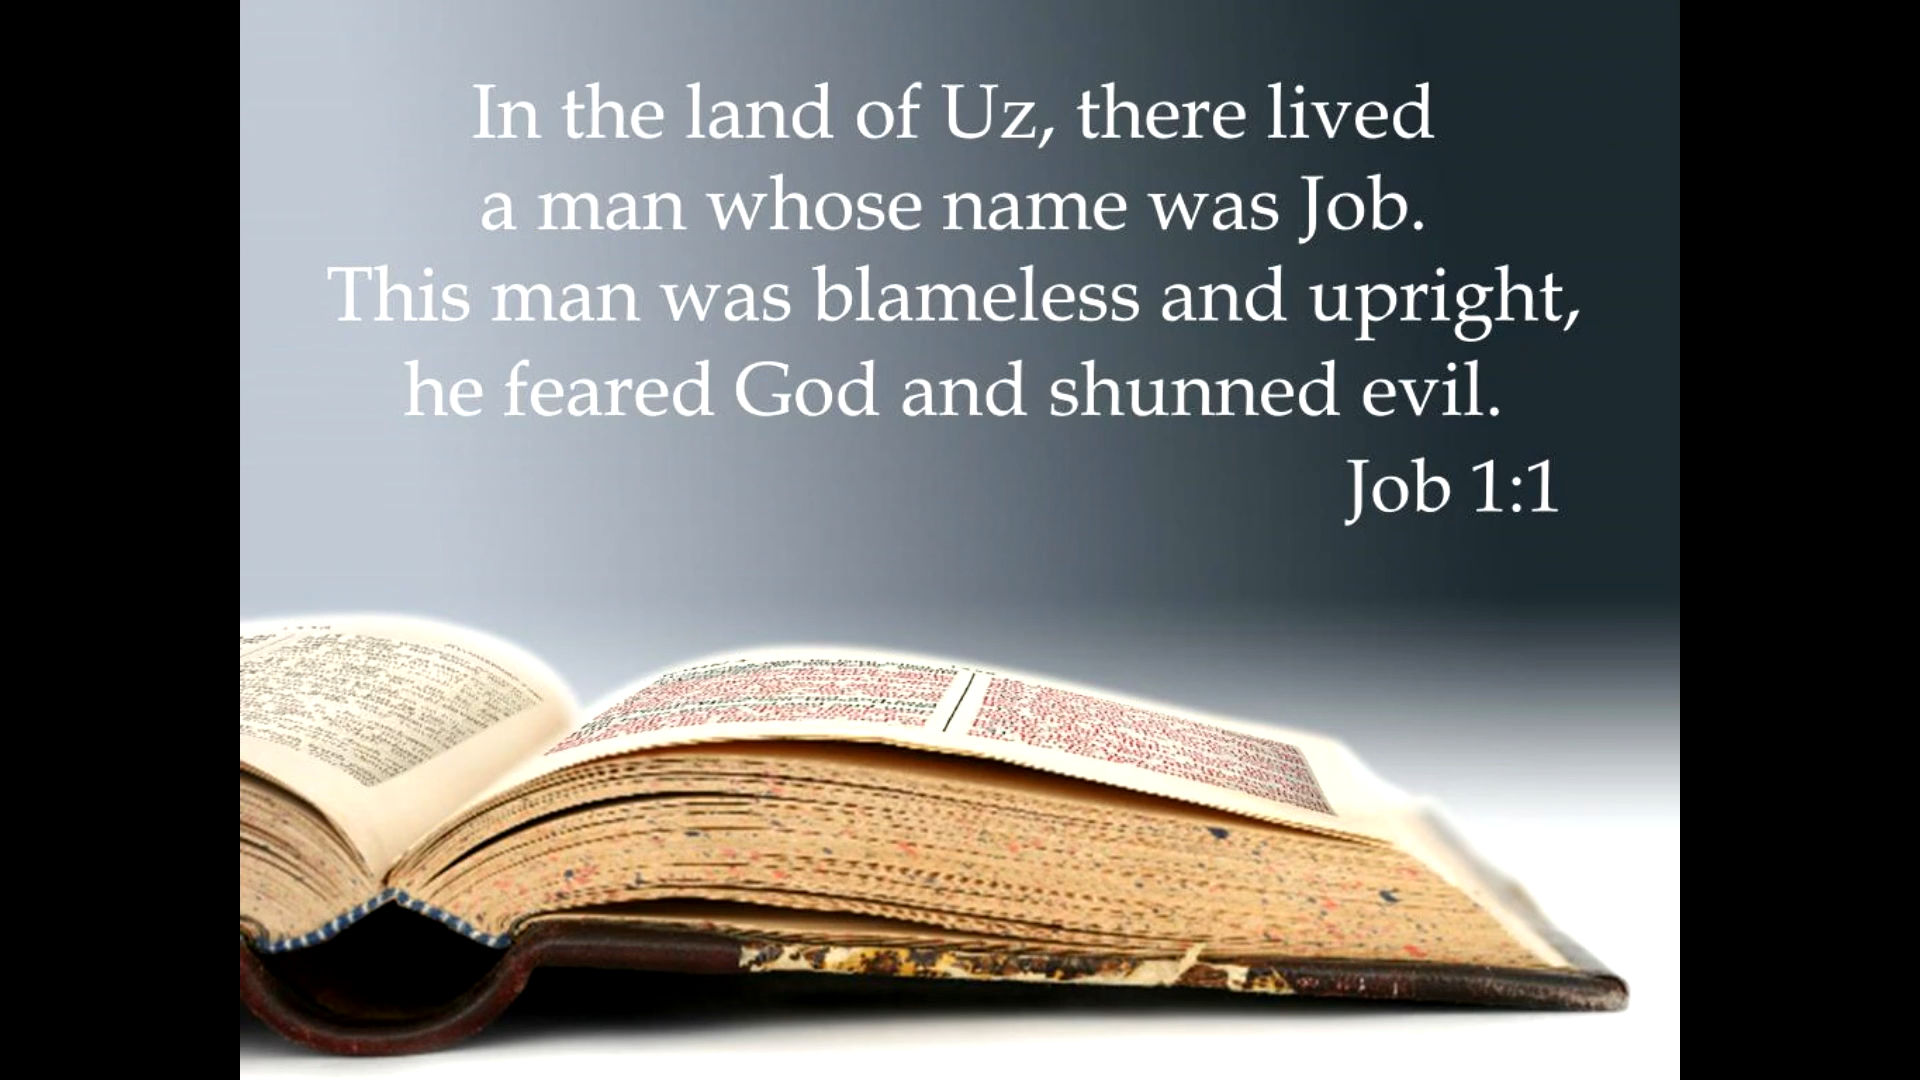 In the land of Uz, there lived
a man whose name was Job.
This man was blameless and upright,
he feared God and shunned evil.
Job 1:1